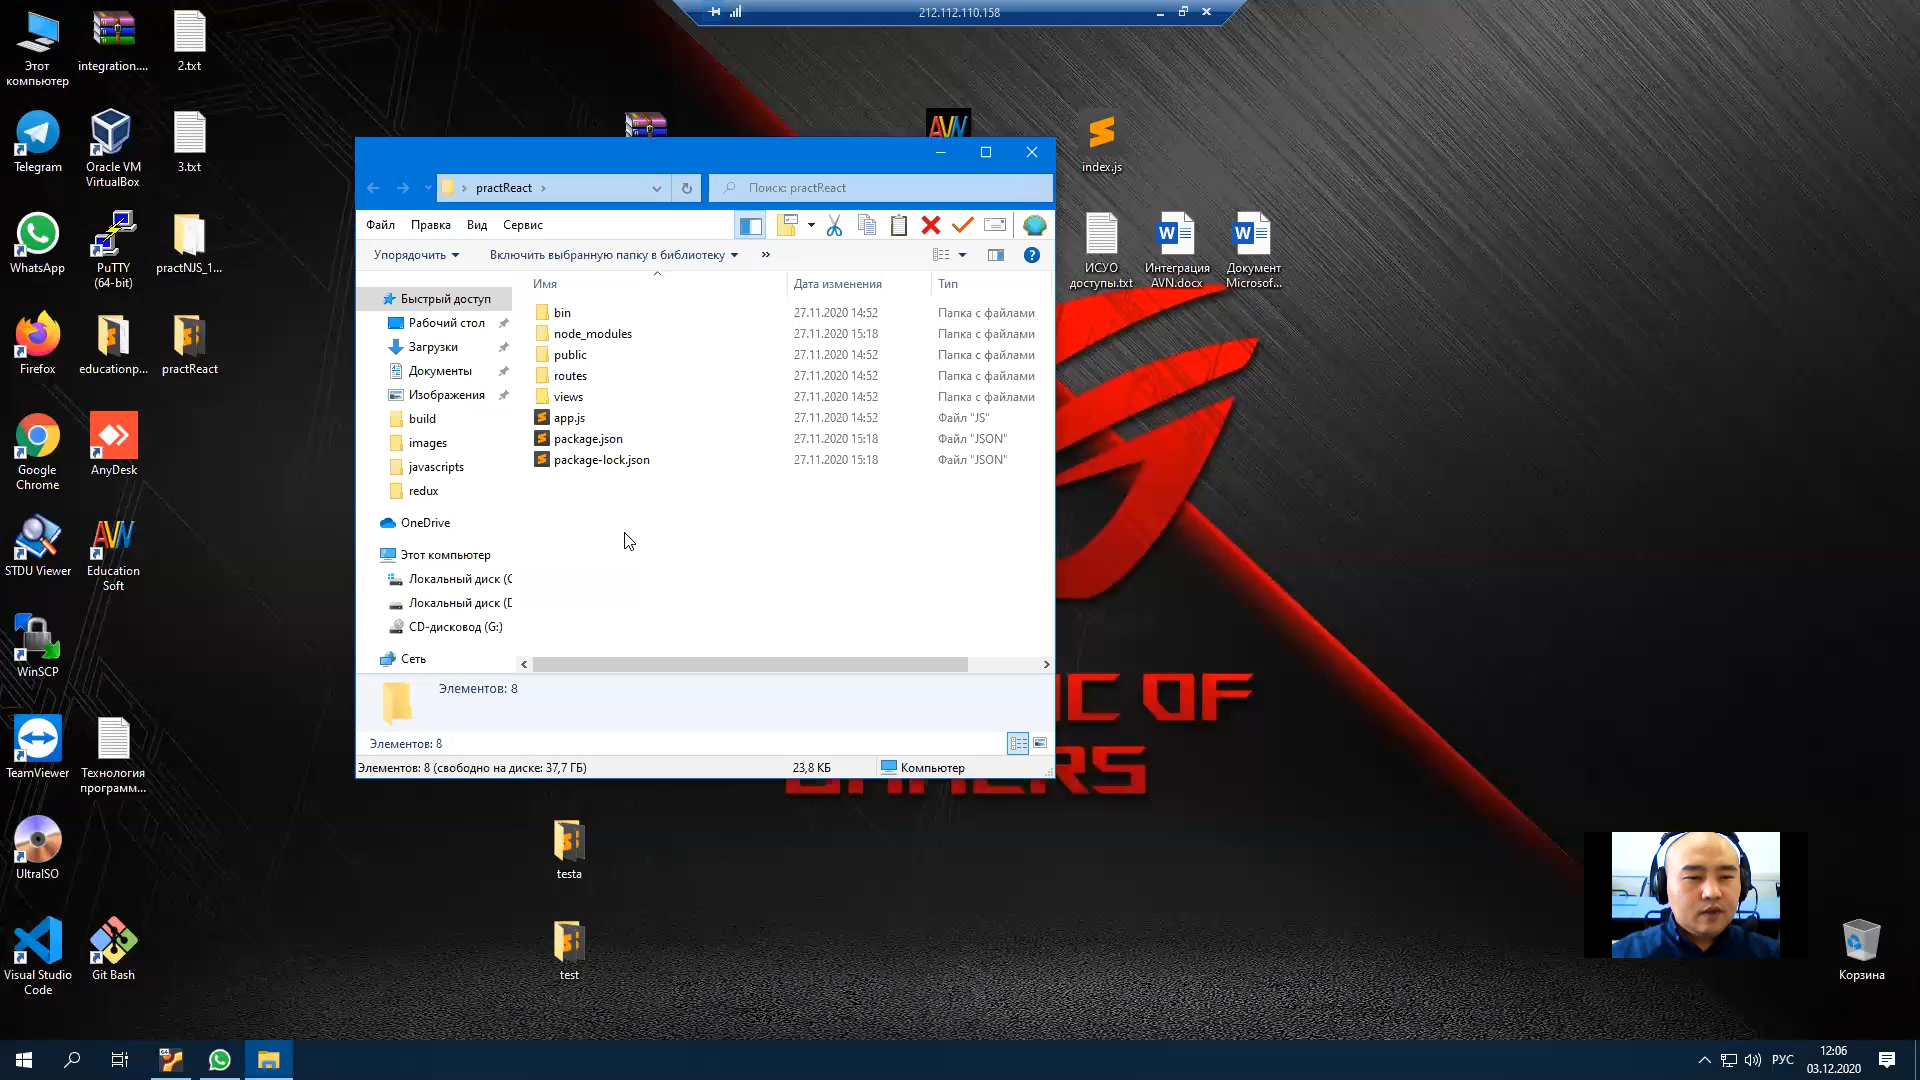 212.112.110.158
Этот
компьютер
integration....
2.txt
Telegram
Oracle VM
VirtualBox
3.txt
WhatsApp
PuTTY
(64-bit)
practNJS_1...
Firefox
educationp...
practReact
Google
Chrome
AnyDesk
STDU Viewer
Education
Soft
WinSCP
TeamViewer
Технология
программ...
UltraISO
Visual Studio
Code
Git Bash
AVN
index.js
ИСУО
доступы.txt
Интеграция
AVN.docx
Документ
Microsof...
practReact
Поиск: practReact
Файл
Правка
Вид
Сервис
Упорядочить
Включить выбранную папку в библиотеку
»
Имя
Дата изменения
Тип
Быстрый доступ
Рабочий стол
Загрузки
Документы
Изображения
build
images
javascripts
redux
OneDrive
Этот компьютер
Локальный диск (C
Локальный диск (D
CD-дисковод (G:)
Сеть
bin 27.11.2020 14:52 Папка с файлами
node_modules 27.11.2020 15:18 Папка с файлами
public 27.11.2020 14:52 Папка с файлами
routes 27.11.2020 14:52 Папка с файлами
views 27.11.2020 14:52 Папка с файлами
app.js 27.11.2020 14:52 Файл "JS"
package.json 27.11.2020 15:18 Файл "JSON"
package-lock.json 27.11.2020 15:18 Файл "JSON"
Элементов: 8
Элементов: 8
Элементов: 8 (свободно на диске: 37,7 ГБ)
23,8 КБ
Компьютер
IC OF
GAMERS
testa
test
Корзина
РУС
12:06
03.12.2020